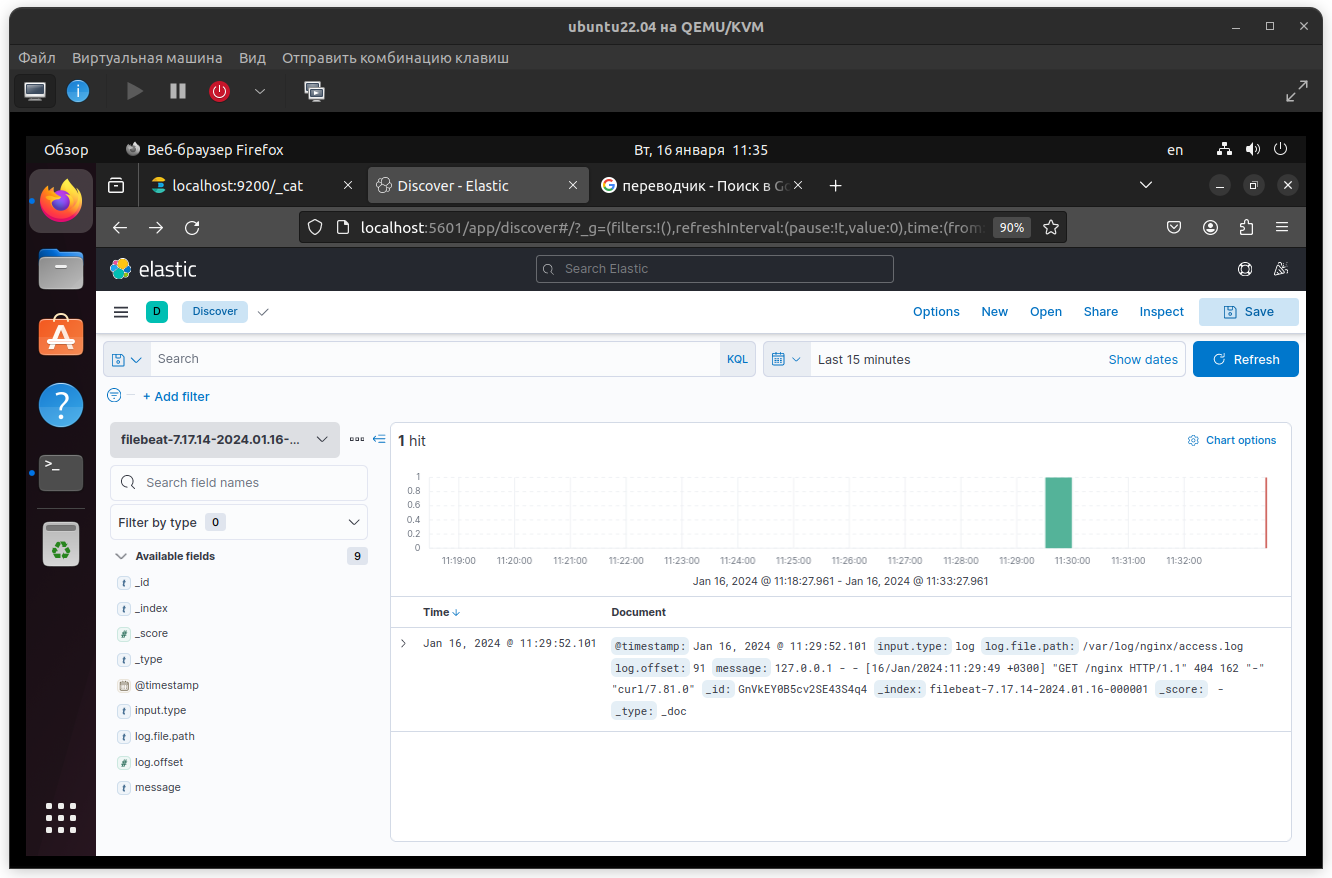 ubuntu22.04 на QEMU/KVM
Файл Виртуальная машина Вид Отправить комбинацию клавиш
Обзор Веб-браузер Firefox Вт, 16 января 11:35 en
localhost:9200/_cat Discover - Elastic переводчик - Поиск в Go
localhost:5601/app/discover#/?_g=(filters:!(),refreshInterval:(pause:!t,value:0),time:(from: 90%
elastic Search Elastic
D Discover Options New Open Share Inspect Save
Search KQL Last 15 minutes Show dates Refresh
+ Add filter
filebeat-7.17.14-2024.01.16-... 1 hit Chart options
Search field names
Filter by type 0
Available fields 9
t _id
t _index
# _score
t _type
@timestamp
t input.type
t log.file.path
# log.offset
t message
1
0.8
0.6
0.4
0.2
0
11:19:00 11:20:00 11:21:00 11:22:00 11:23:00 11:24:00 11:25:00 11:26:00 11:27:00 11:28:00 11:29:00 11:30:00 11:31:00 11:32:00
Jan 16, 2024 @ 11:18:27.961 - Jan 16, 2024 @ 11:33:27.961
Time Document
Jan 16, 2024 @ 11:29:52.101 @timestamp: Jan 16, 2024 @ 11:29:52.101 input.type: log log.file.path: /var/log/nginx/access.log
log.offset: 91 message: 127.0.0.1 - - [16/Jan/2024:11:29:49 +0300] "GET /nginx HTTP/1.1" 404 162 "-"
"curl/7.81.0" _id: GnVkEY0B5cv2SE43S4q4 _index: filebeat-7.17.14-2024.01.16-000001 _score: -
_type: _doc